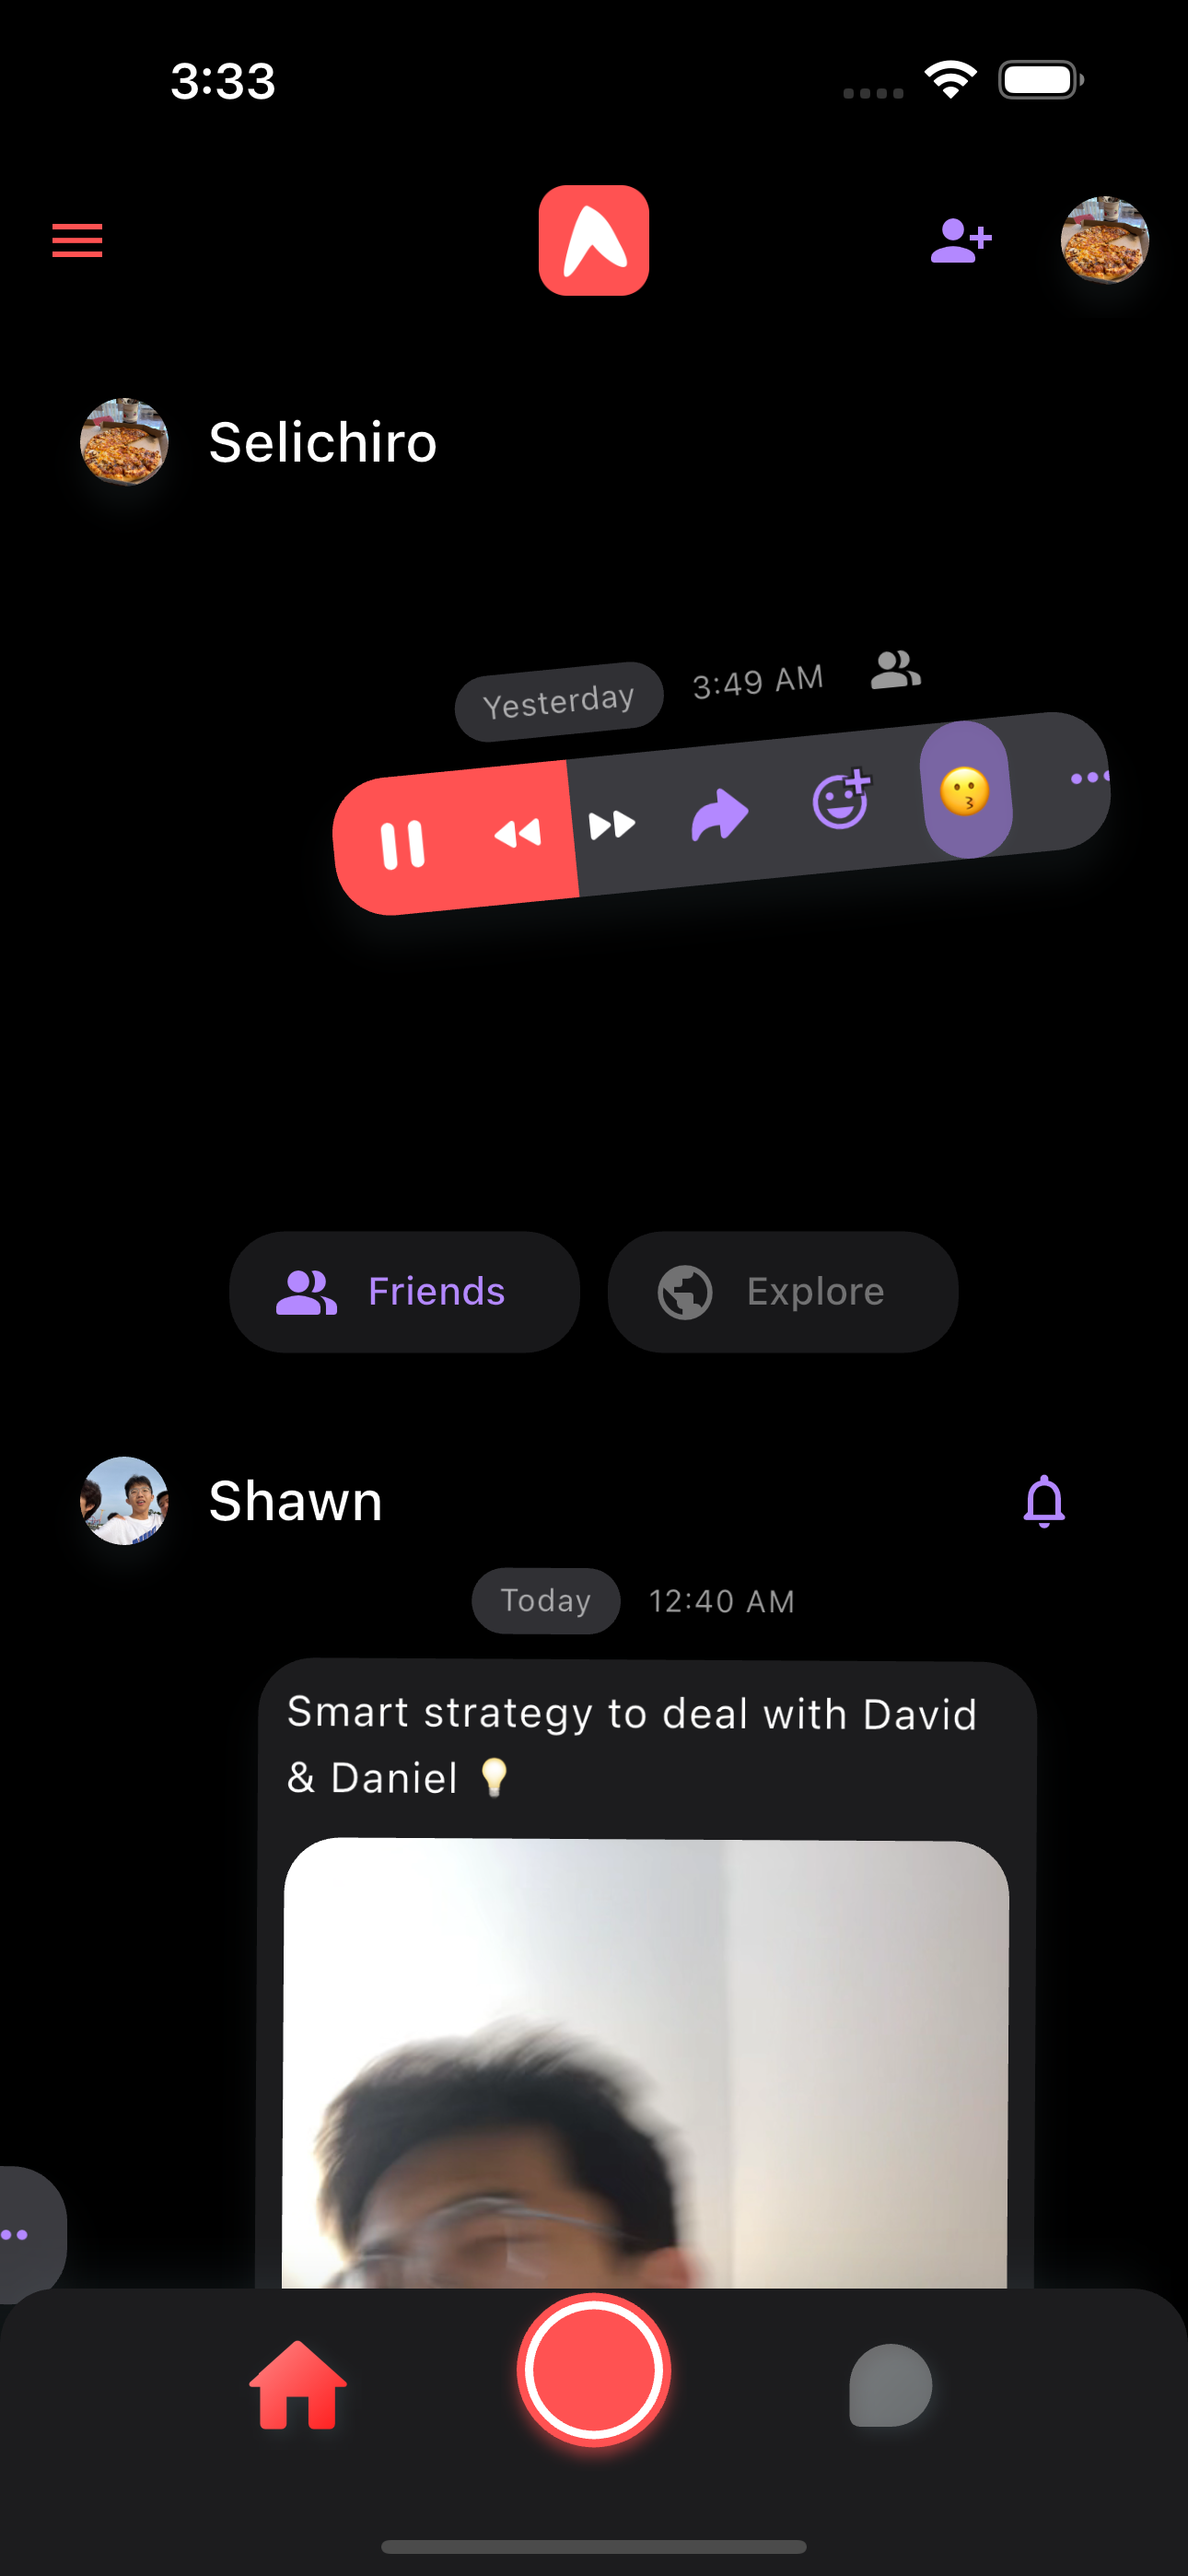 3:33
Selichiro
Yesterday 3:49 AM
Friends Explore
Shawn
Today 12:40 AM
Smart strategy to deal with David
& Daniel 💡